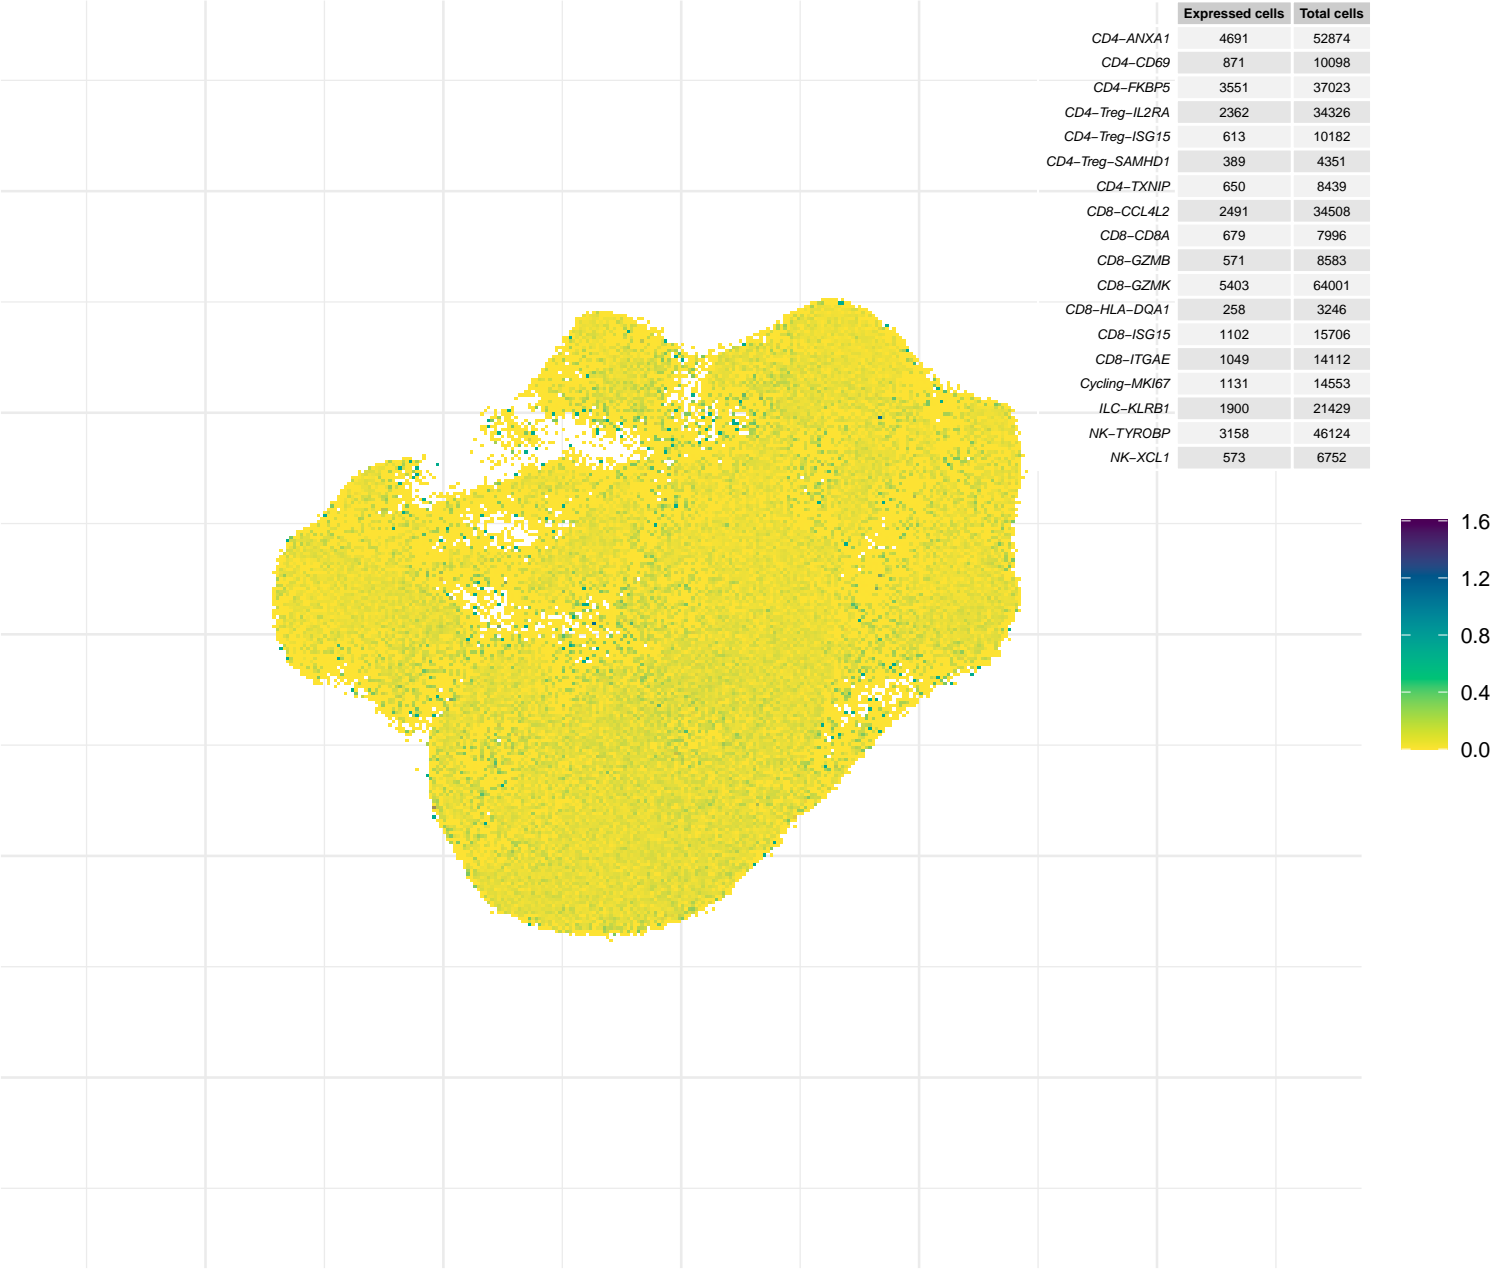 Expressed cells Total cells
CD4−ANXA1 4691 52874
CD4−CD69 871 10098
CD4−FKBP5 3551 37023
CD4−Treg−IL2RA 2362 34326
CD4−Treg−ISG15 613 10182
CD4−Treg−SAMHD1 389 4351
CD4−TXNIP 650 8439
CD8−CCL4L2 2491 34508
CD8−CD8A 679 7996
CD8−GZMB 571 8583
CD8−GZMK 5403 64001
CD8−HLA−DQA1 258 3246
CD8−ISG15 1102 15706
CD8−ITGAE 1049 14112
Cycling−MKI67 1131 14553
ILC−KLRB1 1900 21429
NK−TYROBP 3158 46124
NK−XCL1 573 6752
1.6
1.2
0.8
0.4
0.0